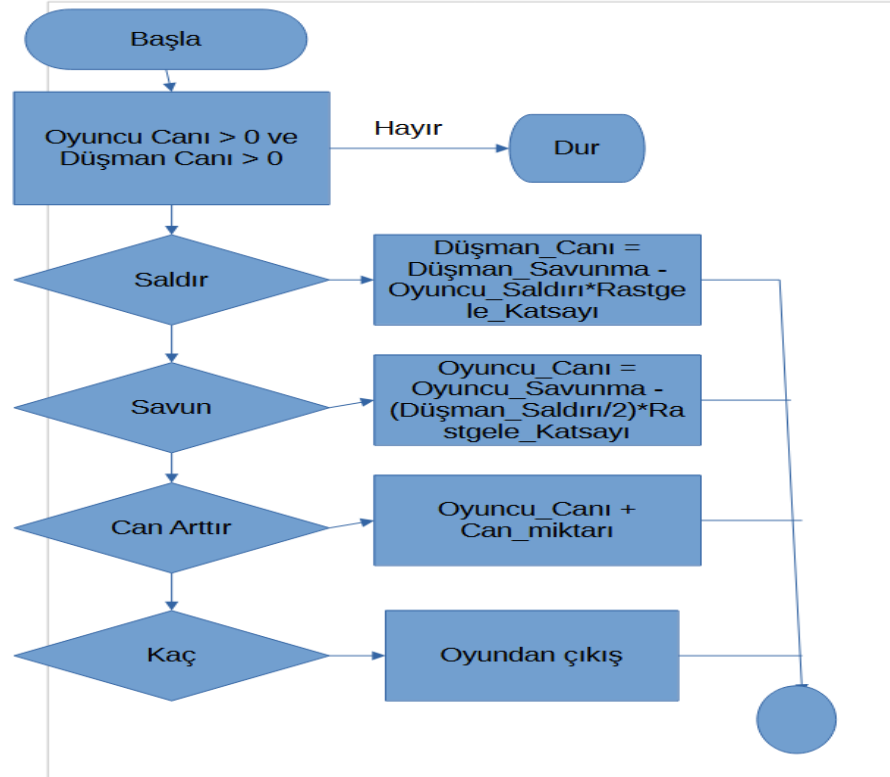 Başla
Oyuncu Canı > 0 ve
Düşman Canı > 0
Hayır
Dur
Saldır
Düşman_Canı =
Düşman_Savunma -
Oyuncu_Saldırı*Rastge
le_Katsayı
Savun
Oyuncu_Canı =
Oyuncu_Savunma -
(Düşman_Saldırı/2)*Ra
stgele_Katsayı
Can Arttır
Oyuncu_Canı +
Can_miktarı
Kaç
Oyundan çıkış